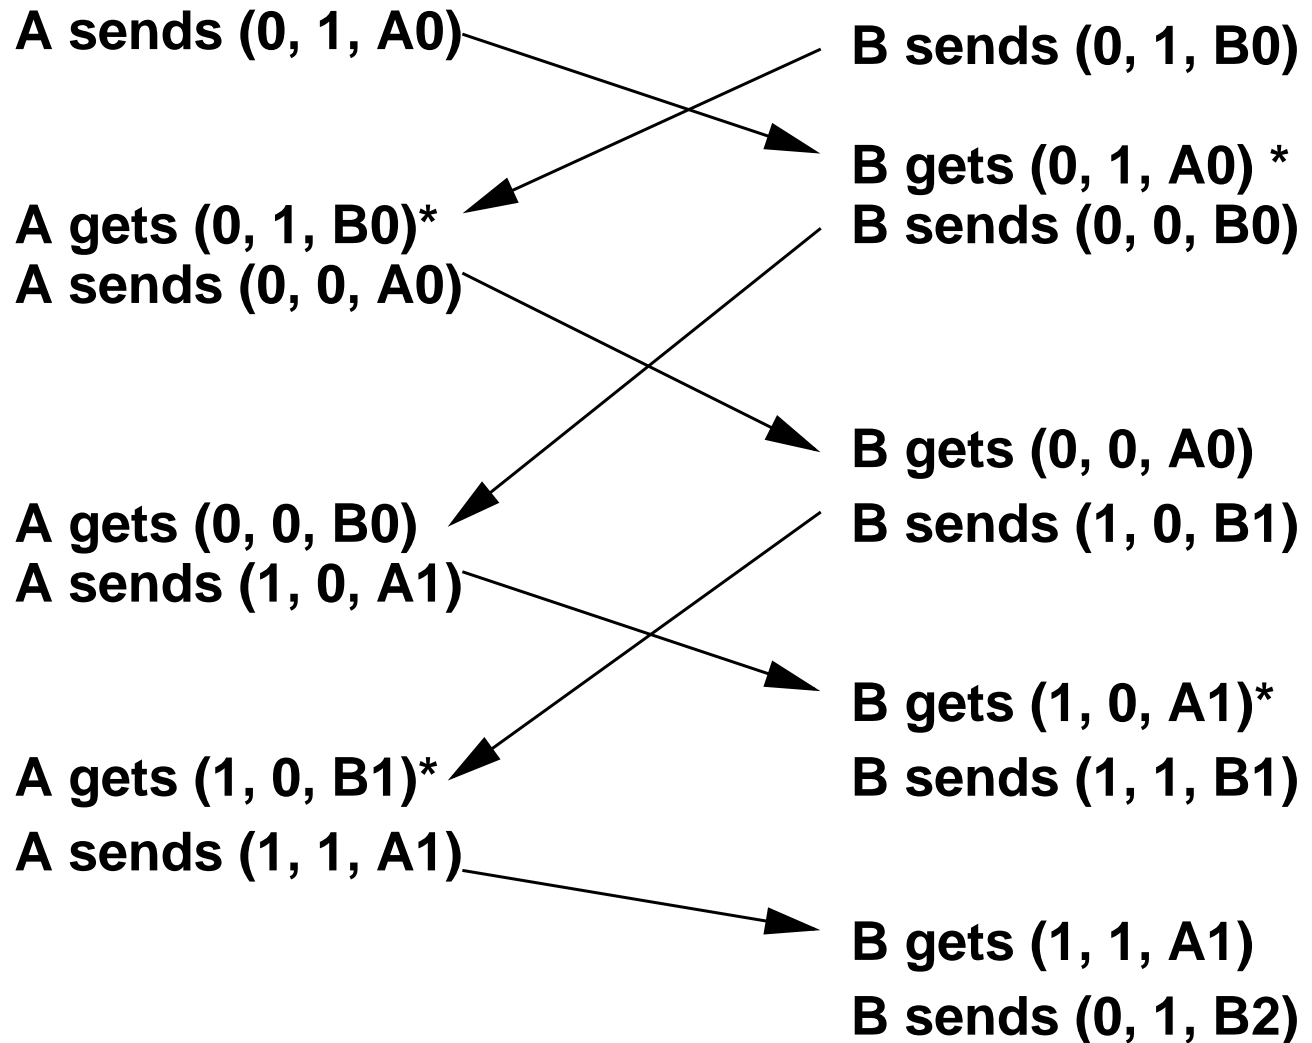 A sends (0, 1, A0)
B sends (0, 1, B0)
B gets (0, 1, A0) *
A gets (0, 1, B0)*
B sends (0, 0, B0)
A sends (0, 0, A0)
B gets (0, 0, A0)
A gets (0, 0, B0)
B sends (1, 0, B1)
A sends (1, 0, A1)
B gets (1, 0, A1)*
A gets (1, 0, B1)*
B sends (1, 1, B1)
A sends (1, 1, A1)
B gets (1, 1, A1)
B sends (0, 1, B2)